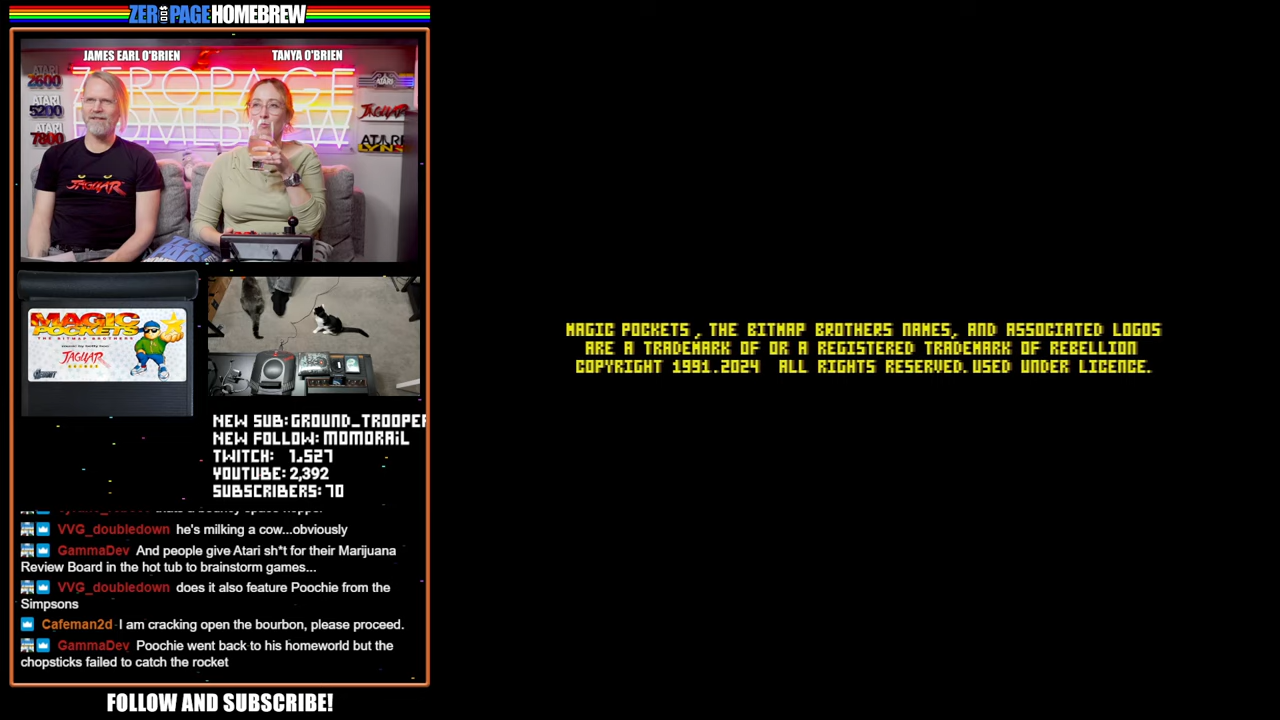 ZEROPAGE HOMEBREW
JAMES EARL O'BRIEN
TANYA O'BRIEN
ATARI
2600
ATARI
5200
ATARI
7800
ZEROPAGE
HOMEBREW
ATARI
JAGUAR
ATARI
LYNX
JAGUAR
MAGIC
POCKETS
THE BITMAP BROTHERS
JAGUAR
NEW SUB: GROUND_TROOPER
NEW FOLLOW: MOMORAIL
TWITCH: 1,527
YOUTUBE: 2,392
SUBSCRIBERS: 70
VVG_doubledown he's milking a cow...obviously
GammaDev And people give Atari sh*t for their Marijuana
Review Board in the hot tub to brainstorm games...
VVG_doubledown does it also feature Poochie from the
Simpsons
Cafeman2d I am cracking open the bourbon, please proceed.
GammaDev Poochie went back to his homeworld but the
chopsticks failed to catch the rocket
FOLLOW AND SUBSCRIBE!
MAGIC POCKETS, THE BITMAP BROTHERS NAMES, AND ASSOCIATED LOGOS
ARE A TRADEMARK OF OR A REGISTERED TRADEMARK OF REBELLION
COPYRIGHT 1991.2024 ALL RIGHTS RESERVED. USED UNDER LICENCE.